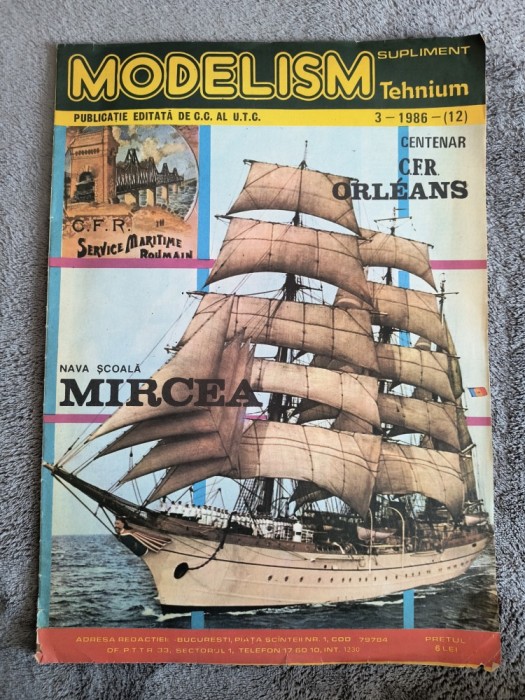 MODELISM
SUPLIMENT
Tehnium
PUBLICAȚIE EDITATĂ DE C.C. AL U.T.C.
3-1986-(12)
CENTENAR
C.F.R.
ORLÉANS
C.F.R.
SERVICE MARITIME
ROUMAIN
NAVA ȘCOALĂ
MIRCEA
ADRESA REDACȚIEI: BUCUREȘTI, PIAȚA SCÎNTEII NR. 1, COD 79784
OF. P.T.T.R. 33, SECTORUL 1, TELEFON 17 60 10, INT. 1230
PREȚUL
6 LEI